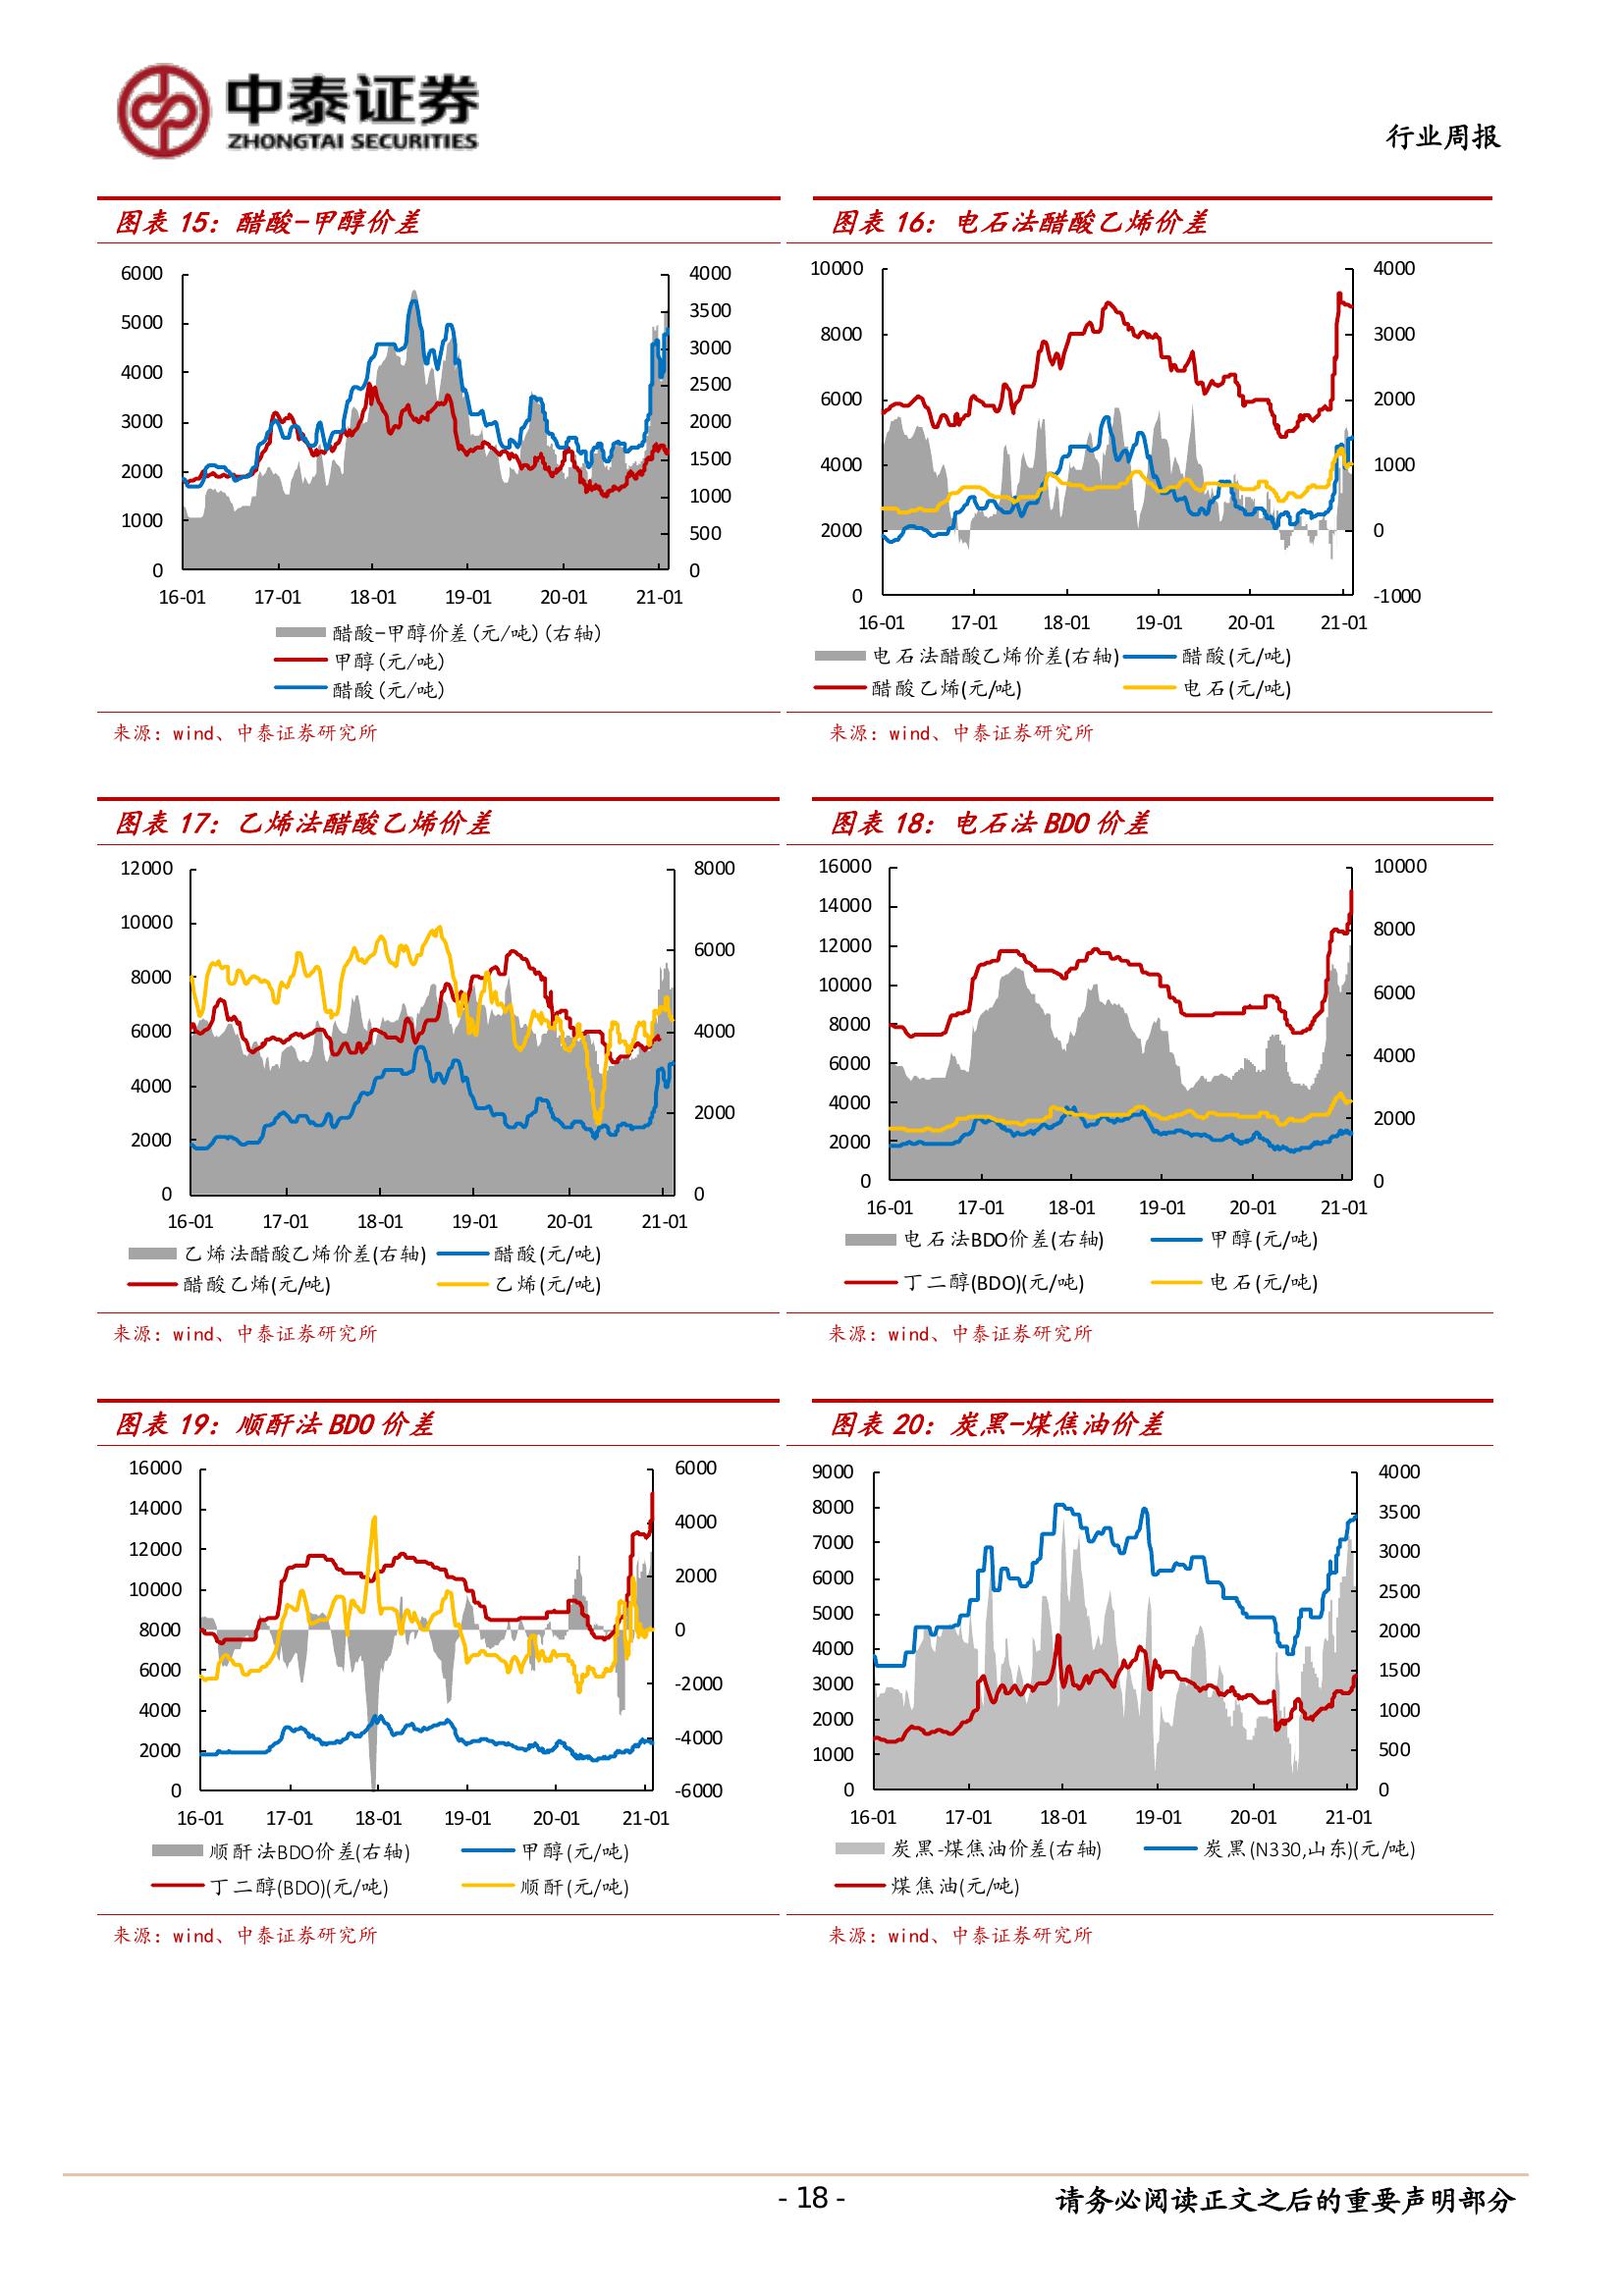 中泰证券
ZHONGTAI SECURITIES
行业周报
图表 15：醋酸-甲醇价差
6000
5000
4000
3000
2000
1000
0
4000
3500
3000
2500
2000
1500
1000
500
0
16-01 17-01 18-01 19-01 20-01 21-01
醋酸-甲醇价差(元/吨)(右轴)
甲醇(元/吨)
醋酸(元/吨)
来源：wind、中泰证券研究所
图表 16：电石法醋酸乙烯价差
10000
8000
6000
4000
2000
0
4000
3000
2000
1000
0
-1000
16-01 17-01 18-01 19-01 20-01 21-01
电石法醋酸乙烯价差(右轴) 醋酸(元/吨)
醋酸乙烯(元/吨) 电石(元/吨)
来源：wind、中泰证券研究所
图表 17：乙烯法醋酸乙烯价差
12000
10000
8000
6000
4000
2000
0
8000
6000
4000
2000
0
16-01 17-01 18-01 19-01 20-01 21-01
乙烯法醋酸乙烯价差(右轴) 醋酸(元/吨)
醋酸乙烯(元/吨) 乙烯(元/吨)
来源：wind、中泰证券研究所
图表 18：电石法 BDO 价差
16000
14000
12000
10000
8000
6000
4000
2000
0
10000
8000
6000
4000
2000
0
16-01 17-01 18-01 19-01 20-01 21-01
电石法BDO价差(右轴) 甲醇(元/吨)
丁二醇(BDO)(元/吨) 电石(元/吨)
来源：wind、中泰证券研究所
图表 19：顺酐法 BDO 价差
16000
14000
12000
10000
8000
6000
4000
2000
0
6000
4000
2000
0
-2000
-4000
-6000
16-01 17-01 18-01 19-01 20-01 21-01
顺酐法BDO价差(右轴) 甲醇(元/吨)
丁二醇(BDO)(元/吨) 顺酐(元/吨)
来源：wind、中泰证券研究所
图表 20：炭黑-煤焦油价差
9000
8000
7000
6000
5000
4000
3000
2000
1000
0
4000
3500
3000
2500
2000
1500
1000
500
0
16-01 17-01 18-01 19-01 20-01 21-01
炭黑-煤焦油价差(右轴) 炭黑(N330,山东)(元/吨)
煤焦油(元/吨)
来源：wind、中泰证券研究所
- 18 -
请务必阅读正文之后的重要声明部分